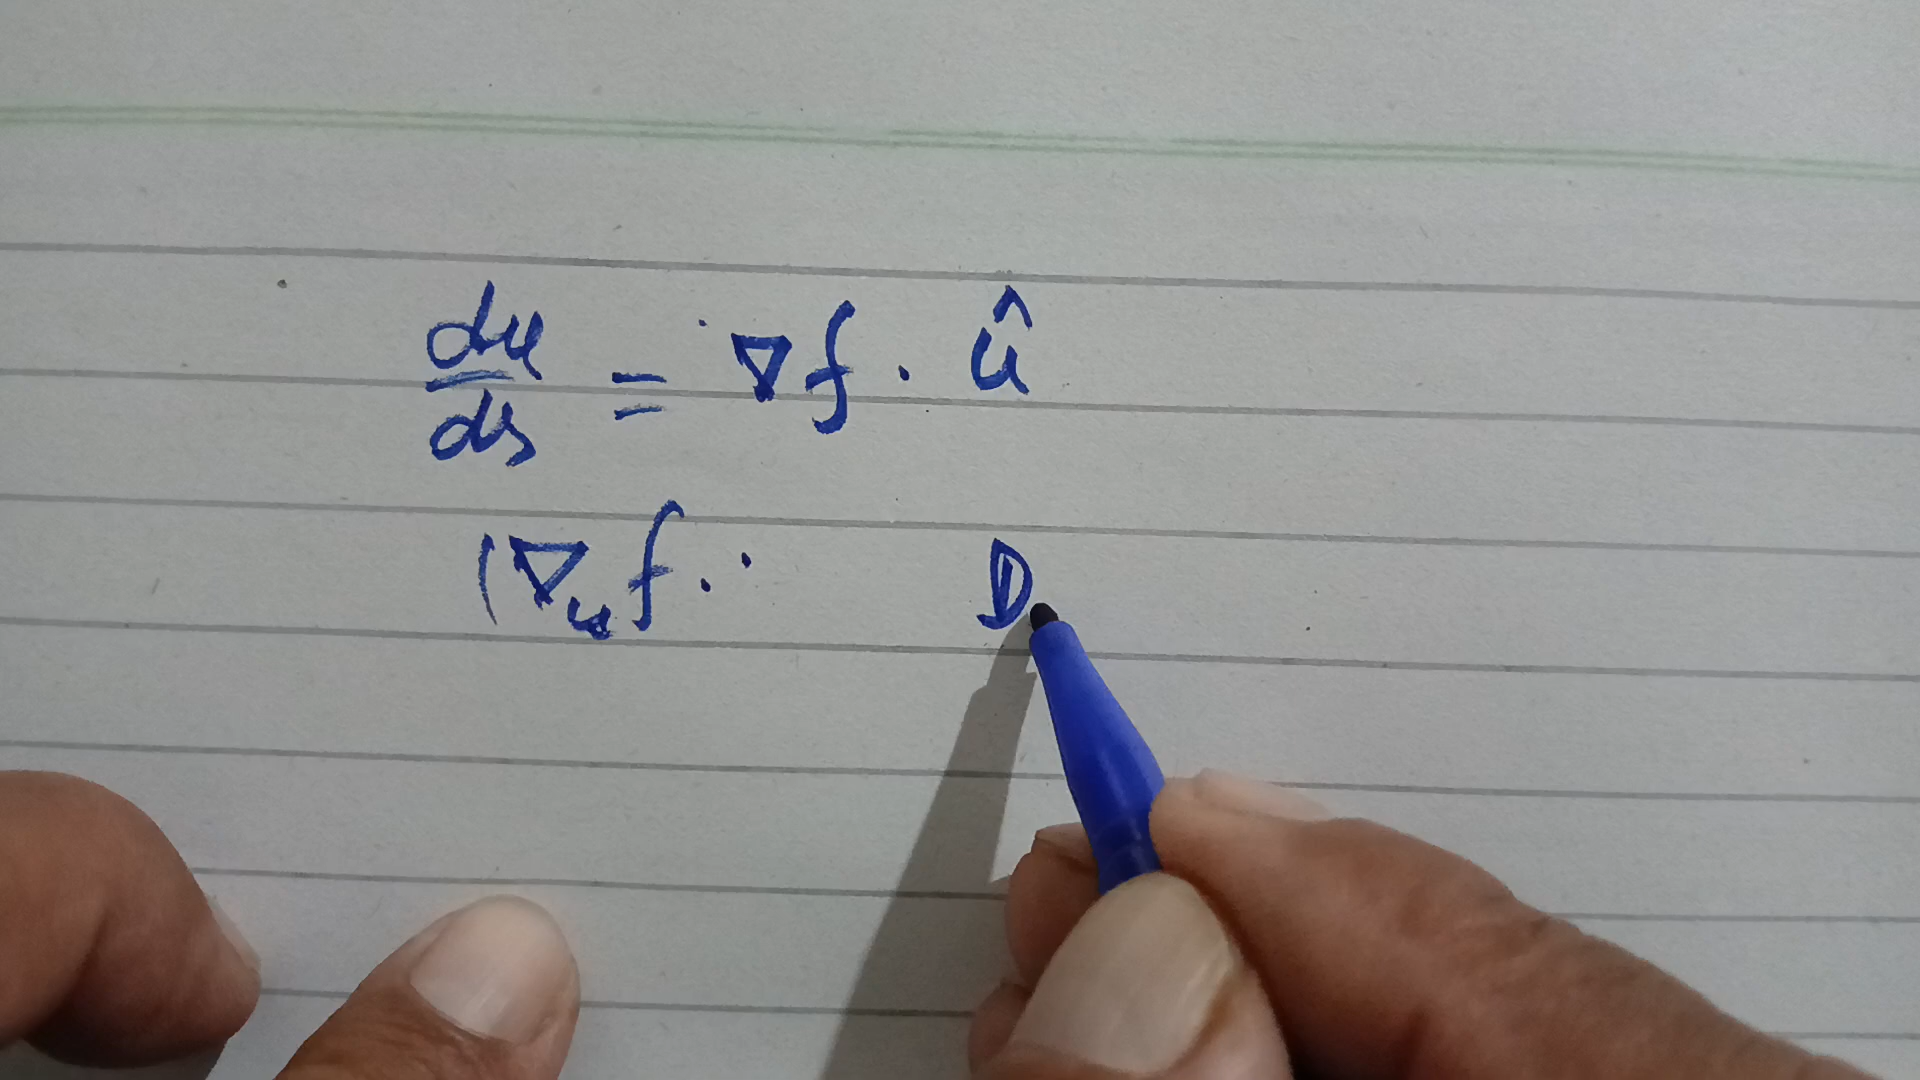 du/ds = ∇f · û
(∇ᵤf · · D